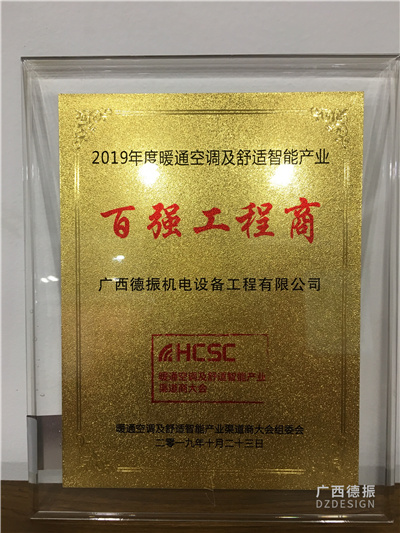 2019年度暖通空调及舒适智能产业
百强工程商
广西德振机电设备工程有限公司
HCSC
暖通空调及舒适智能产业
渠道商大会
暖通空调及舒适智能产业渠道商大会组委会
二零一九年十月二十三日
广西德振
DZDESIGN